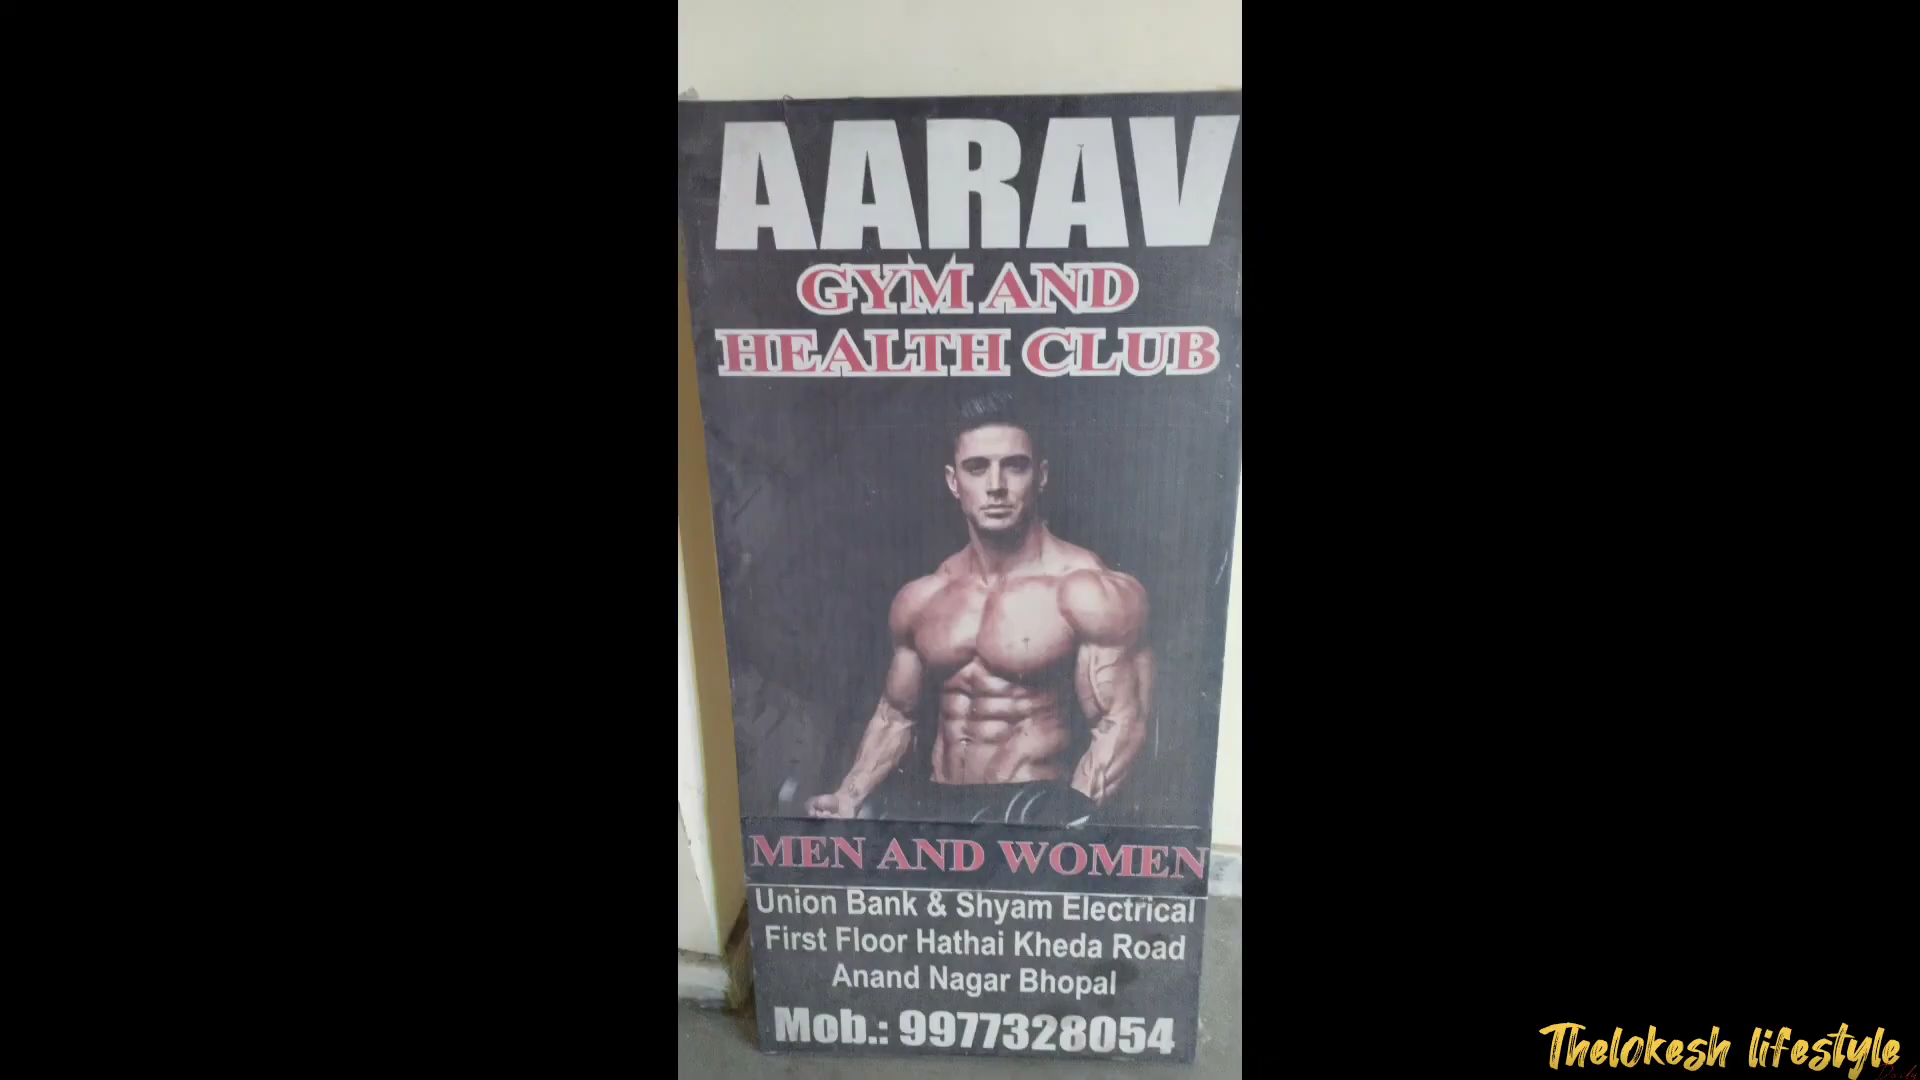 AARAV
GYM AND
HEALTH CLUB
MEN AND WOMEN
Union Bank & Shyam Electrical
First Floor Hathai Kheda Road
Anand Nagar Bhopal
Mob.: 9977328054
Thelokesh lifestyle